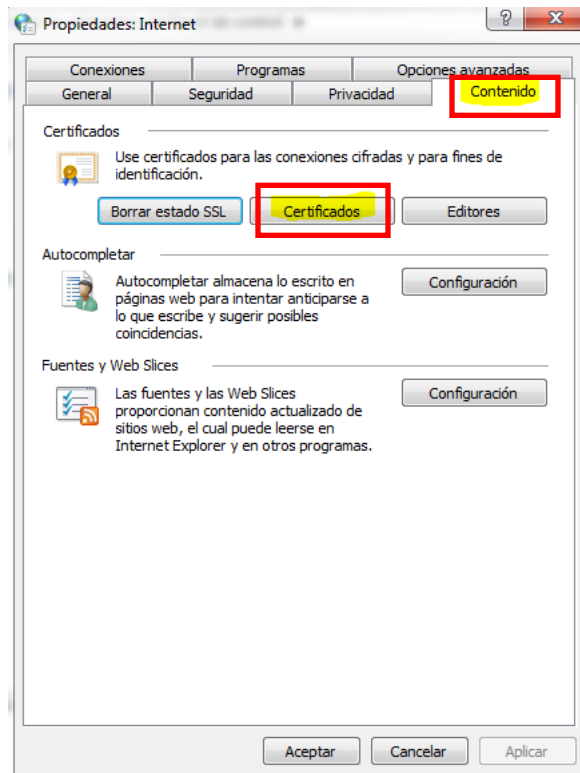 Propiedades: Internet
Conexiones Programas Opciones avanzadas
General Seguridad Privacidad Contenido
Certificados
Use certificados para las conexiones cifradas y para fines de
identificación.
Borrar estado SSL Certificados Editores
Autocompletar
Autocompletar almacena lo escrito en
páginas web para intentar anticiparse a
lo que escribe y sugerir posibles
coincidencias.
Configuración
Fuentes y Web Slices
Las fuentes y las Web Slices
proporcionan contenido actualizado de
sitios web, el cual puede leerse en
Internet Explorer y en otros programas.
Configuración
Aceptar Cancelar Aplicar